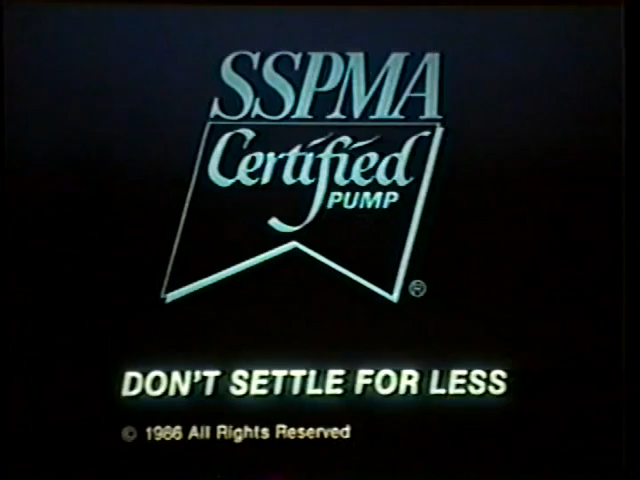 SSPMA
Certified
PUMP
®
DON'T SETTLE FOR LESS
© 1986 All Rights Reserved